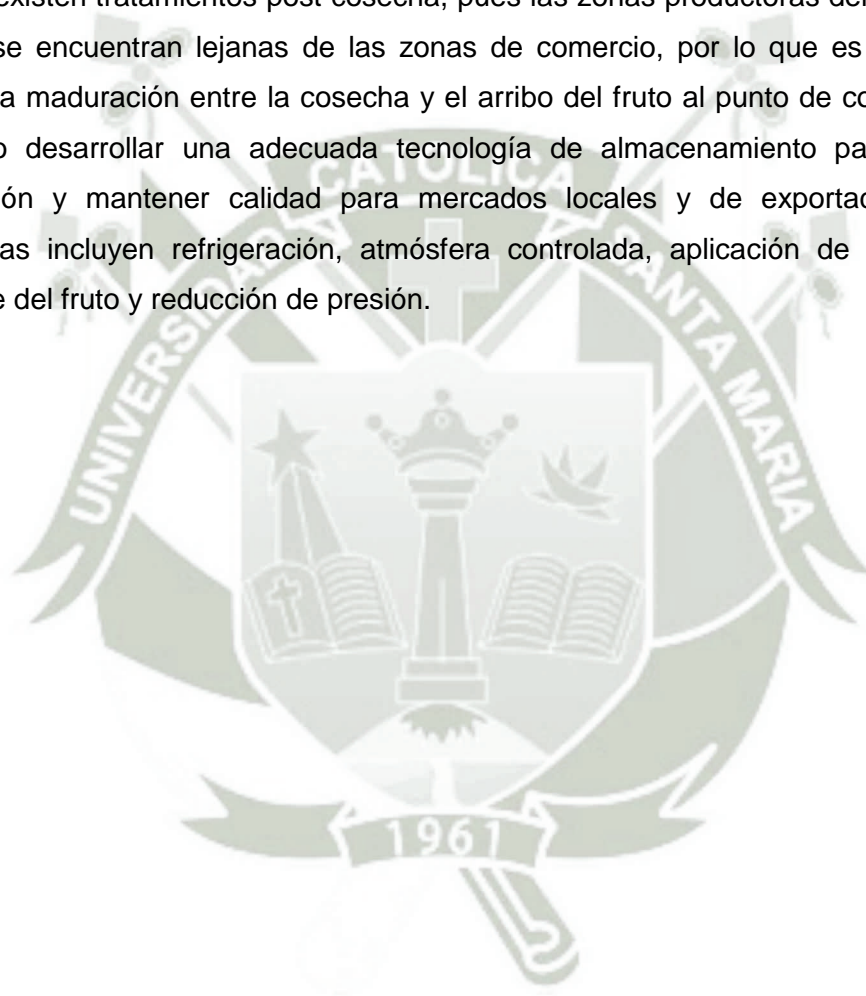 existen tratamientos post cosecha, pues las zonas productoras del
se encuentran lejanas de las zonas de comercio, por lo que es
a maduración entre la cosecha y el arribo del fruto al punto de co
o desarrollar una adecuada tecnología de almacenamiento pa
ón y mantener calidad para mercados locales y de exportac
as incluyen refrigeración, atmósfera controlada, aplicación de
e del fruto y reducción de presión.
UNIVERSIDAD CATOLICA SANTA MARIA
1961